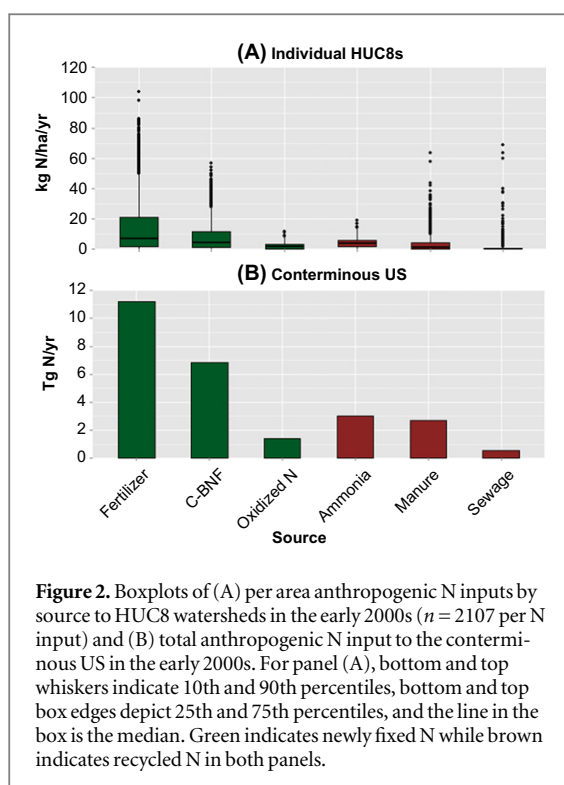 (A) Individual HUC8s
kg N/ha/yr
120
100
80
60
40
20
0
(B) Conterminous US
Tg N/yr
12
10
8
6
4
2
0
Fertilizer
C-BNF
Oxidized N
Ammonia
Manure
Sewage
Source
Figure 2. Boxplots of (A) per area anthropogenic N inputs by
source to HUC8 watersheds in the early 2000s (n = 2107 per N
input) and (B) total anthropogenic N input to the contermi-
nous US in the early 2000s. For panel (A), bottom and top
whiskers indicate 10th and 90th percentiles, bottom and top
box edges depict 25th and 75th percentiles, and the line in the
box is the median. Green indicates newly fixed N while brown
indicates recycled N in both panels.